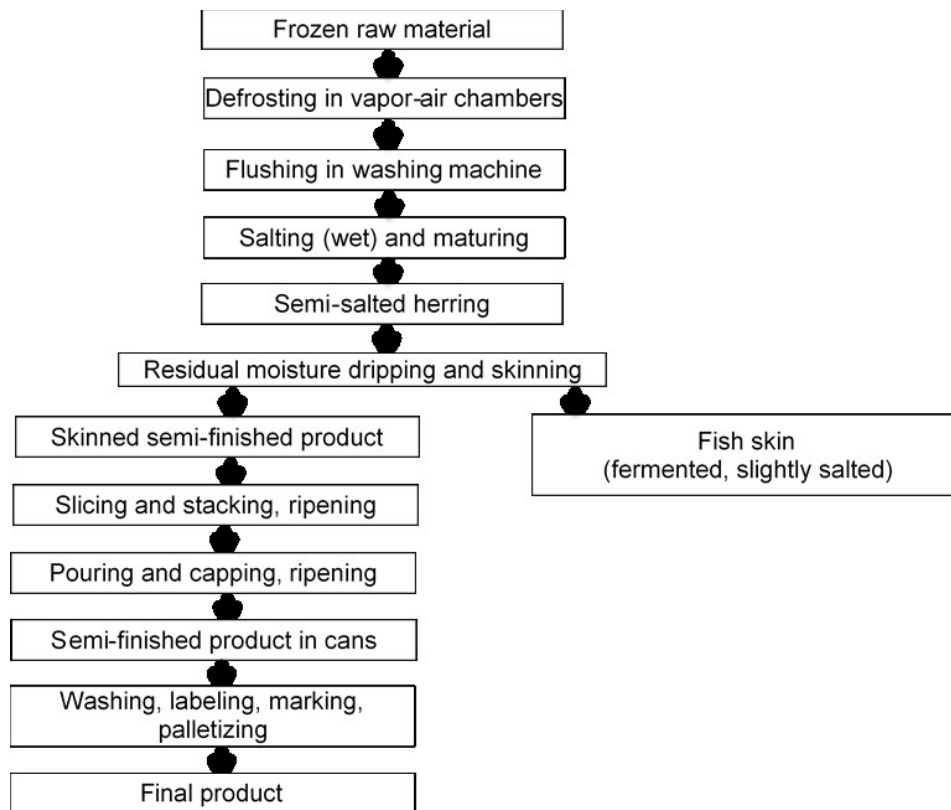 Frozen raw material
Defrosting in vapor-air chambers
Flushing in washing machine
Salting (wet) and maturing
Semi-salted herring
Residual moisture dripping and skinning
Skinned semi-finished product
Fish skin
(fermented, slightly salted)
Slicing and stacking, ripening
Pouring and capping, ripening
Semi-finished product in cans
Washing, labeling, marking,
palletizing
Final product